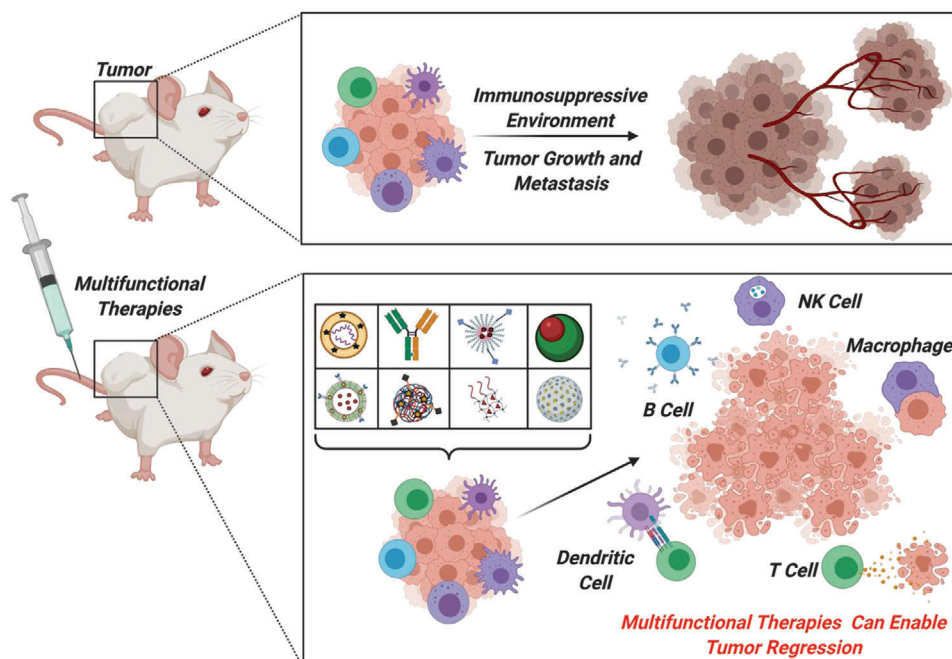 Tumor
Immunosuppressive
Environment
Tumor Growth and
Metastasis
Multifunctional
Therapies
NK Cell
Macrophage
B Cell
Dendritic
Cell
T Cell
Multifunctional Therapies Can Enable
Tumor Regression